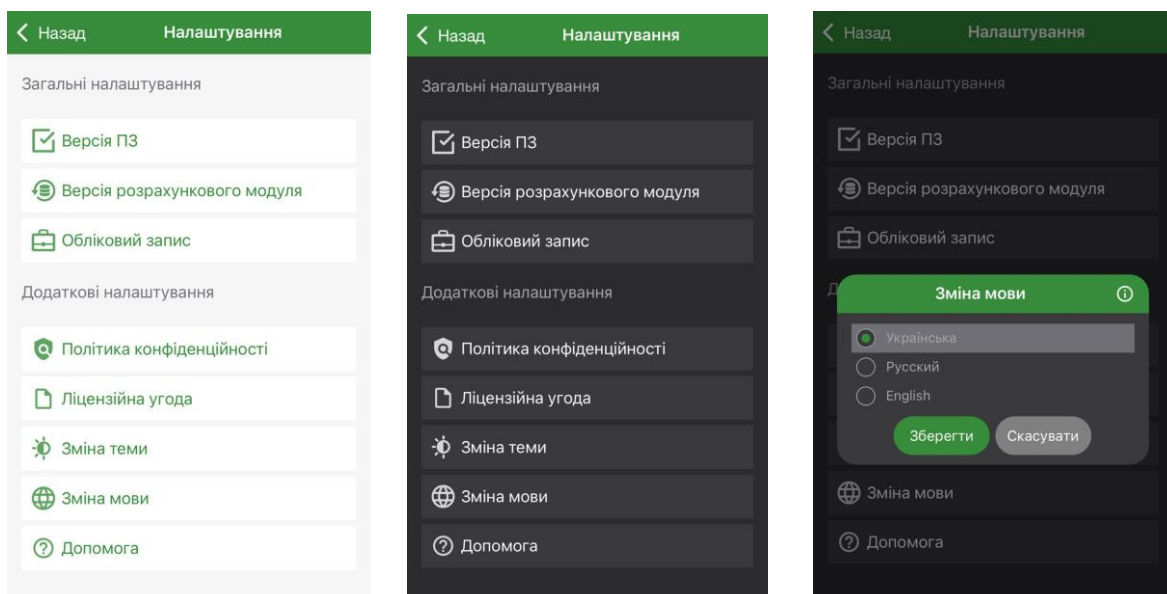 Назад Налаштування
Загальні налаштування
Версія ПЗ
Версія розрахункового модуля
Обліковий запис
Додаткові налаштування
Політика конфіденційності
Ліцензійна угода
Зміна теми
Зміна мови
Допомога
Назад Налаштування
Загальні налаштування
Версія ПЗ
Версія розрахункового модуля
Обліковий запис
Додаткові налаштування
Політика конфіденційності
Ліцензійна угода
Зміна теми
Зміна мови
Допомога
Назад Налаштування
Загальні налаштування
Версія ПЗ
Версія розрахункового модуля
Обліковий запис
Зміна мови
Українська
Русский
English
Зберегти Скасувати
Зміна мови
Допомога